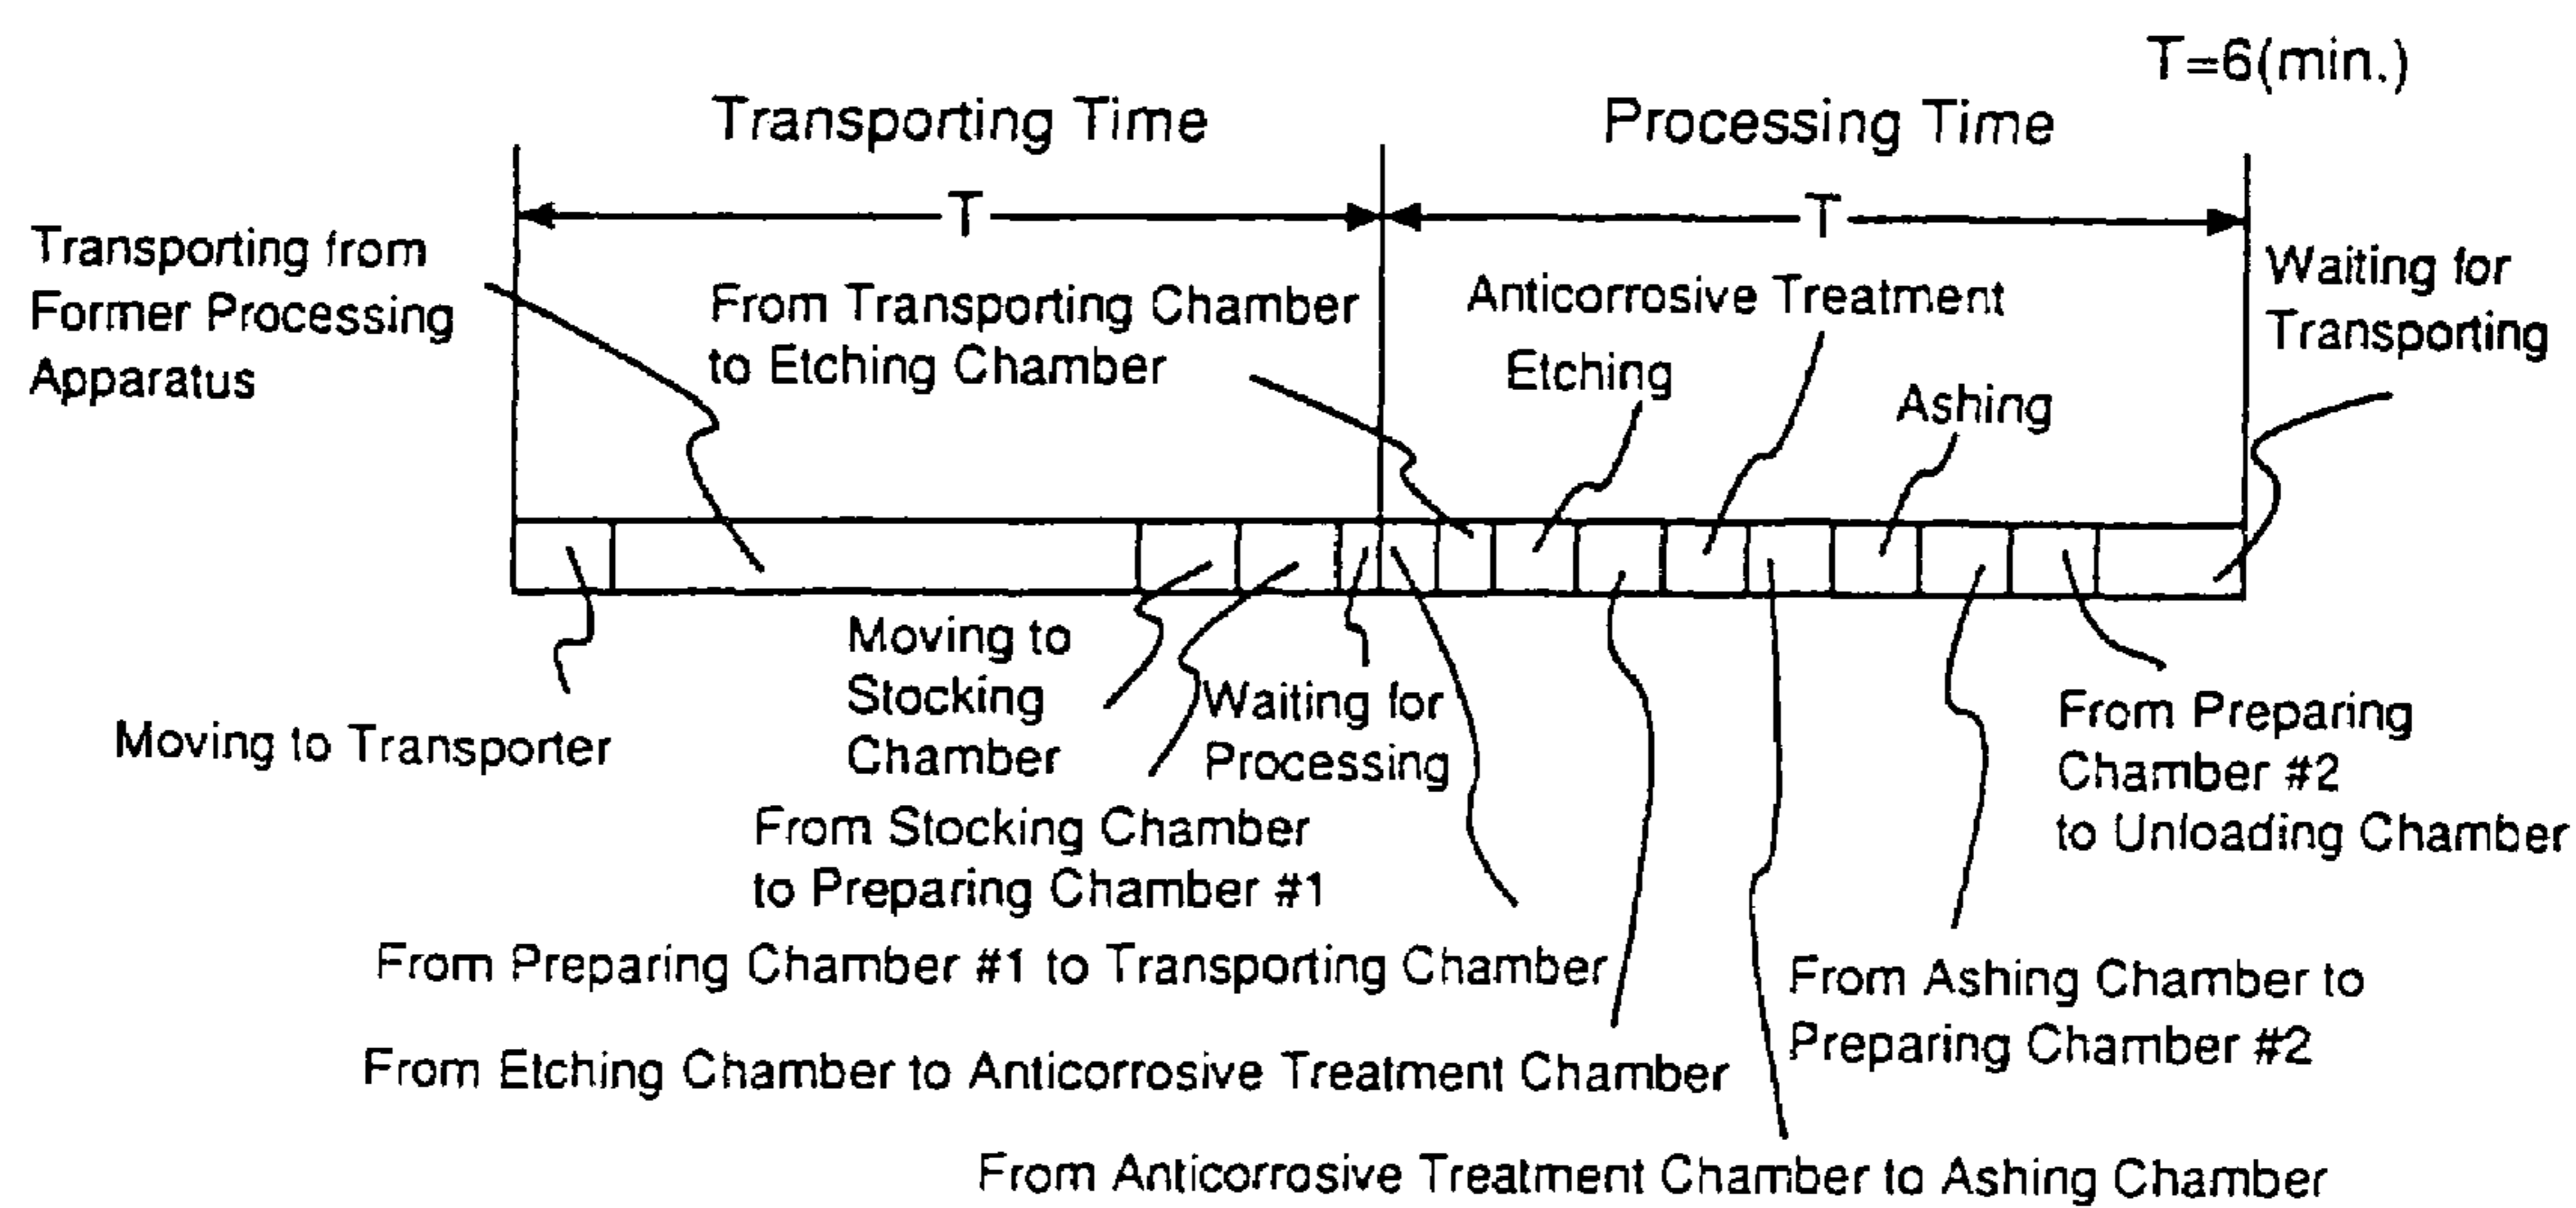 T=6(min.)
Transporting Time
Processing Time
T
T
Transporting from
Former Processing
Apparatus
From Transporting Chamber
to Etching Chamber
Anticorrosive Treatment
Etching
Ashing
Waiting for
Transporting
Moving to Transporter
Moving to
Stocking
Chamber
Waiting for
Processing
From Stocking Chamber
to Preparing Chamber #1
From Preparing Chamber #1 to Transporting Chamber
From Etching Chamber to Anticorrosive Treatment Chamber
From Anticorrosive Treatment Chamber to Ashing Chamber
From Ashing Chamber to
Preparing Chamber #2
From Preparing
Chamber #2
to Unloading Chamber